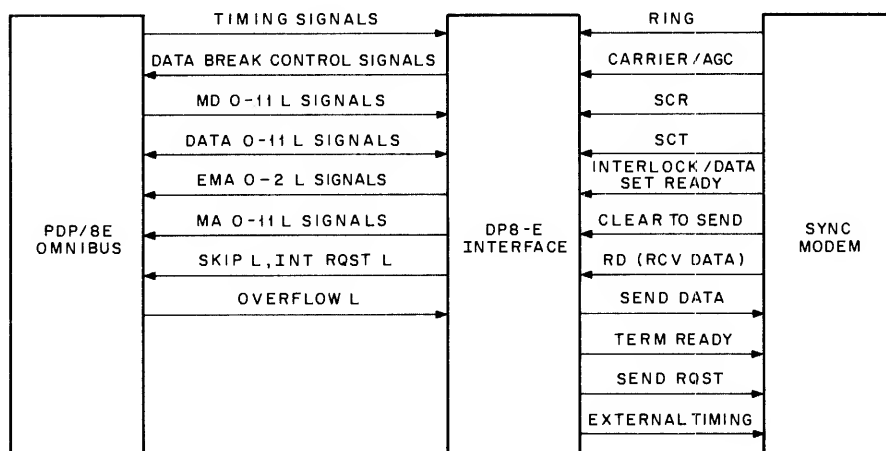 TIMING SIGNALS
DATA BREAK CONTROL SIGNALS
MD 0-11 L SIGNALS
DATA 0-11 L SIGNALS
EMA 0-2 L SIGNALS
MA 0-11 L SIGNALS
SKIP L, INT RQST L
OVERFLOW L
PDP/8E
OMNIBUS
DP8-E
INTERFACE
RING
CARRIER/AGC
SCR
SCT
INTERLOCK/DATA
SET READY
CLEAR TO SEND
RD (RCV DATA)
SEND DATA
TERM READY
SEND RQST
EXTERNAL TIMING
SYNC
MODEM